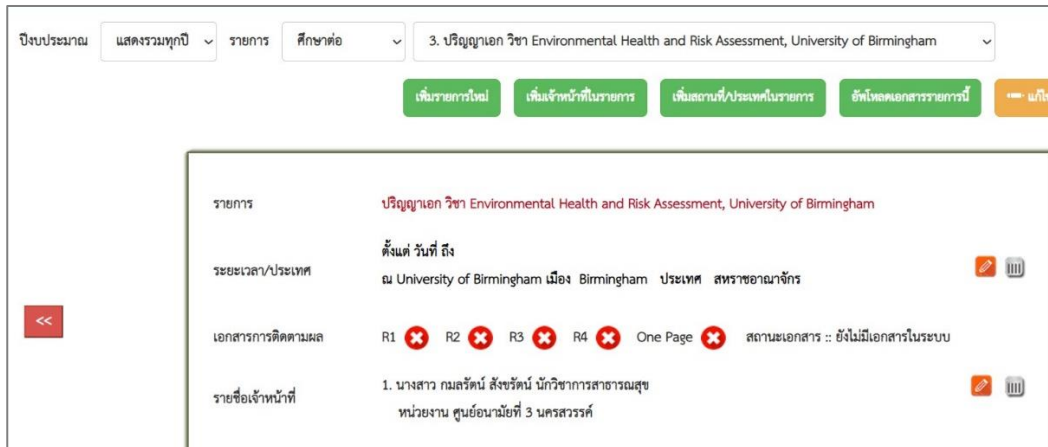 ปีงบประมาณ แสดงรวมทุกปี รายการ ศึกษาต่อ 3. ปริญญาเอก วิชา Environmental Health and Risk Assessment, University of Birmingham
เพิ่มรายการใหม่ เพิ่มเจ้าหน้าที่ในรายการ เพิ่มสถานที่/ประเทศในรายการ อัพโหลดเอกสารรายการนี้
รายการ ปริญญาเอก วิชา Environmental Health and Risk Assessment, University of Birmingham
ตั้งแต่ วันที่ ถึง
ระยะเวลา/ประเทศ
ณ University of Birmingham เมือง Birmingham ประเทศ สหราชอาณาจักร
<<
เอกสารการติดตามผล R1 R2 R3 R4 One Page สถานะเอกสาร :: ยังไม่มีเอกสารในระบบ
รายชื่อเจ้าหน้าที่ 1. นางสาว กมลรัตน์ สังขรัตน์ นักวิชาการสาธารณสุข
หน่วยงาน ศูนย์อนามัยที่ 3 นครสวรรค์